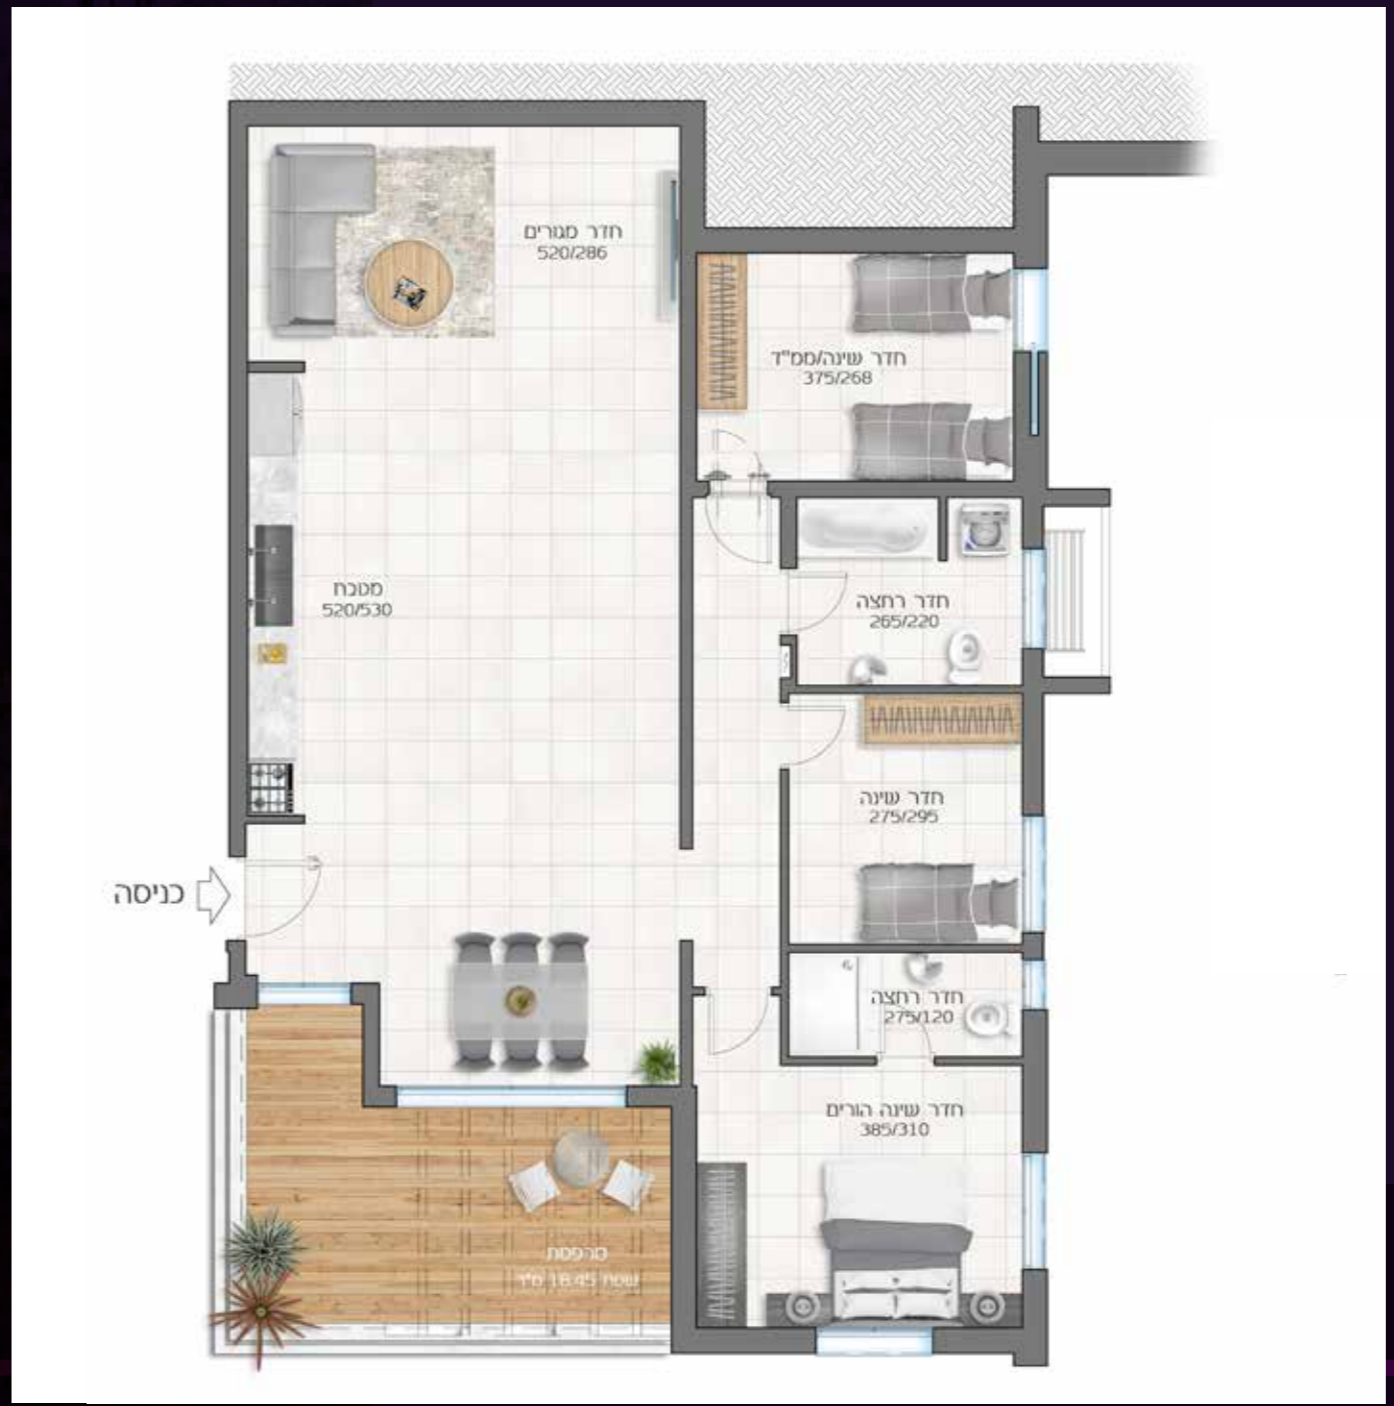 חדר מגורים
520/286
חדר שינה/ממ"ד
375/268
מטבח
520/530
חדר רחצה
265/220
חדר שינה
275/295
כניסה
חדר רחצה
275/120
חדר שינה הורים
385/310
מרפסת
שטח 18.45 מ"ר